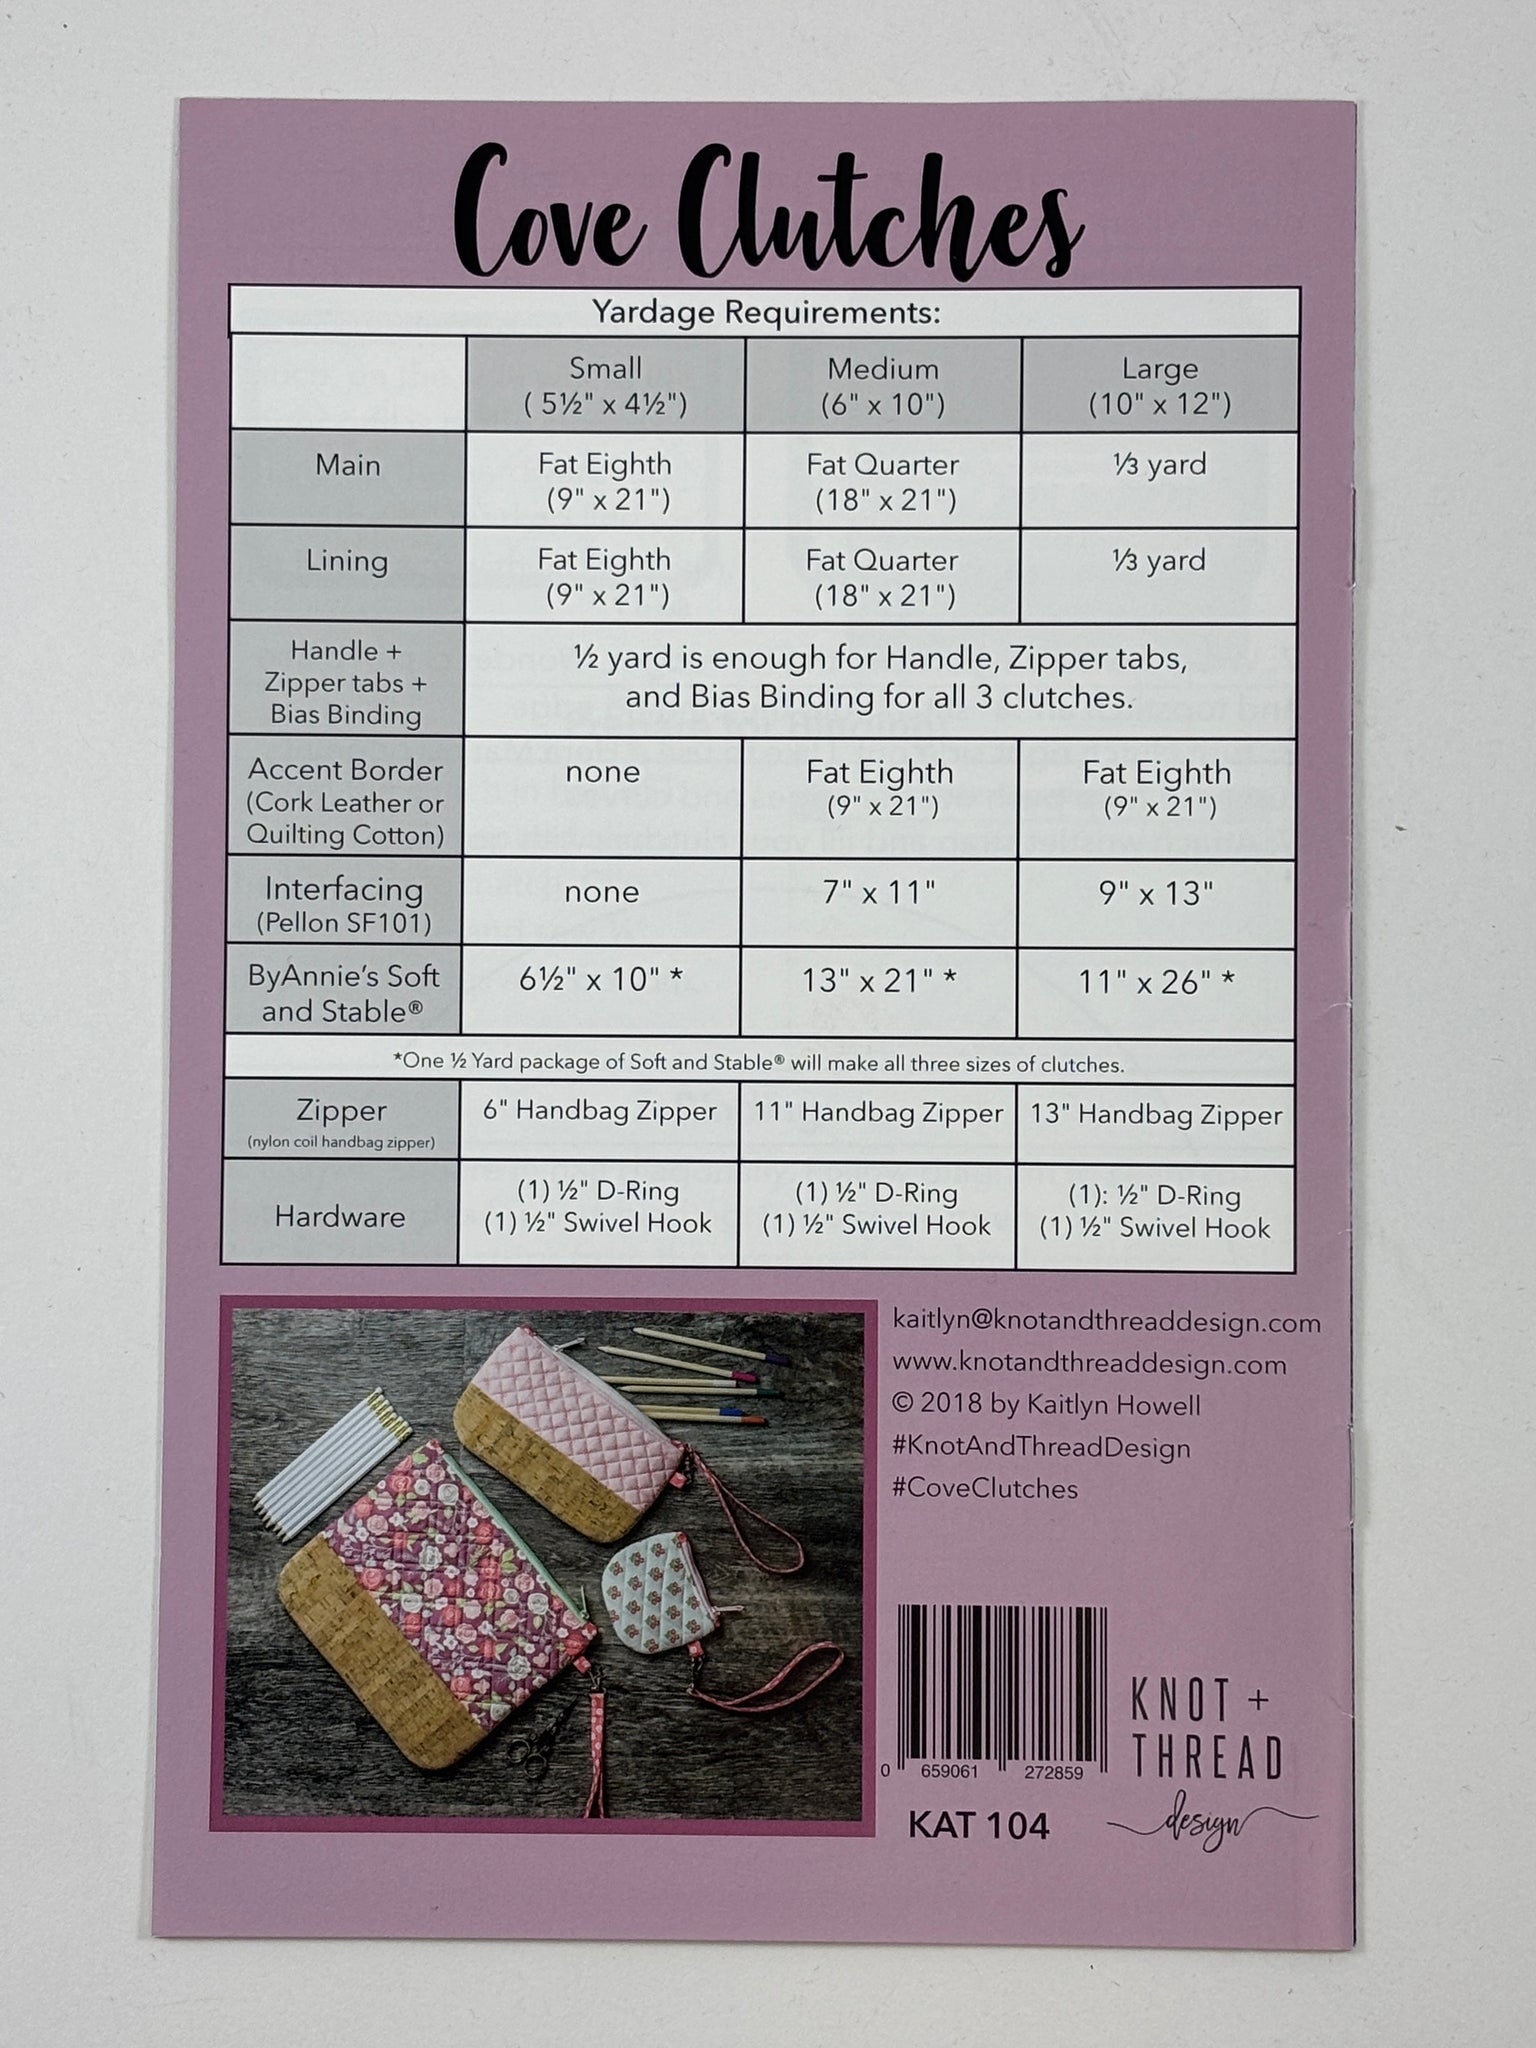 Cove Clutches
Yardage Requirements:
Small
( 5½" x 4½")
Medium
(6" x 10")
Large
(10" x 12")
Main
Fat Eighth
(9" x 21")
Fat Quarter
(18" x 21")
⅓ yard
Lining
Fat Eighth
(9" x 21")
Fat Quarter
(18" x 21")
⅓ yard
Handle +
Zipper tabs +
Bias Binding
½ yard is enough for Handle, Zipper tabs,
and Bias Binding for all 3 clutches.
Accent Border
(Cork Leather or
Quilting Cotton)
none
Fat Eighth
(9" x 21")
Fat Eighth
(9" x 21")
Interfacing
(Pellon SF101)
none
7" x 11"
9" x 13"
ByAnnie's Soft
and Stable®
6½" x 10" *
13" x 21" *
11" x 26" *
*One ½ Yard package of Soft and Stable® will make all three sizes of clutches.
Zipper
(nylon coil handbag zipper)
6" Handbag Zipper
11" Handbag Zipper
13" Handbag Zipper
Hardware
(1) ½" D-Ring
(1) ½" Swivel Hook
(1) ½" D-Ring
(1) ½" Swivel Hook
(1): ½" D-Ring
(1) ½" Swivel Hook
kaitlyn@knotandthreaddesign.com
www.knotandthreaddesign.com
© 2018 by Kaitlyn Howell
#KnotAndThreadDesign
#CoveClutches
0 659061 272859
KAT 104
KNOT +
THREAD
design